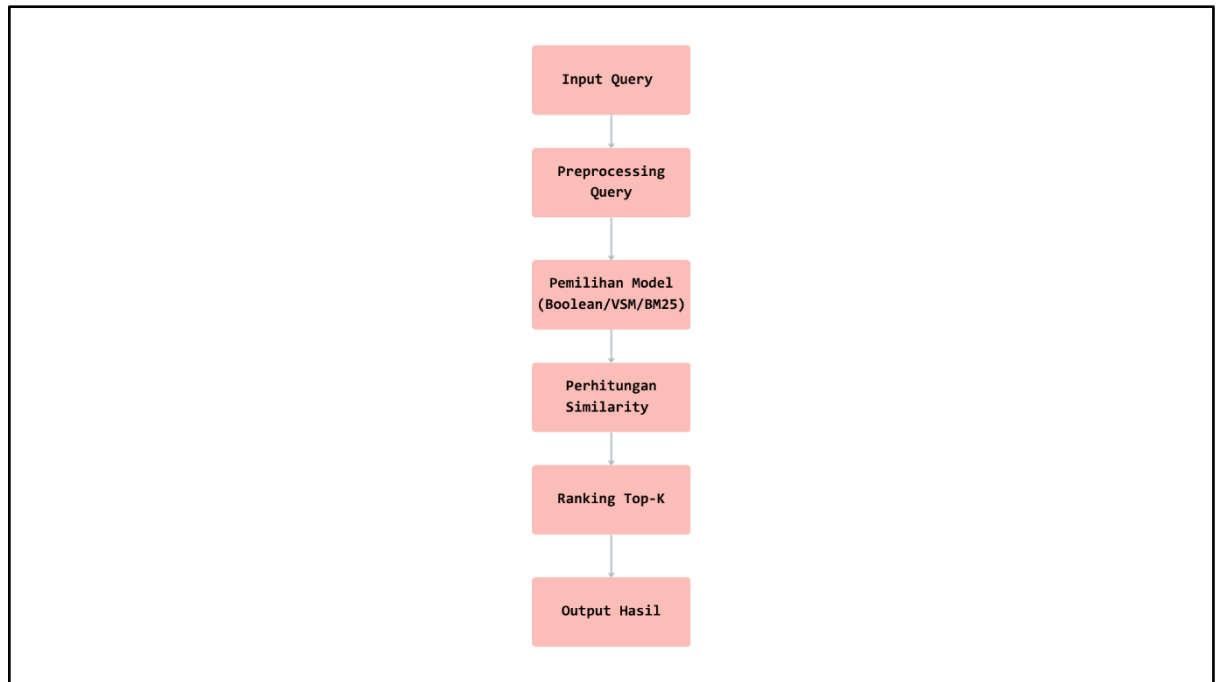 Input Query
Preprocessing
Query
Pemilihan Model
(Boolean/VSM/BM25)
Perhitungan
Similarity
Ranking Top-K
Output Hasil